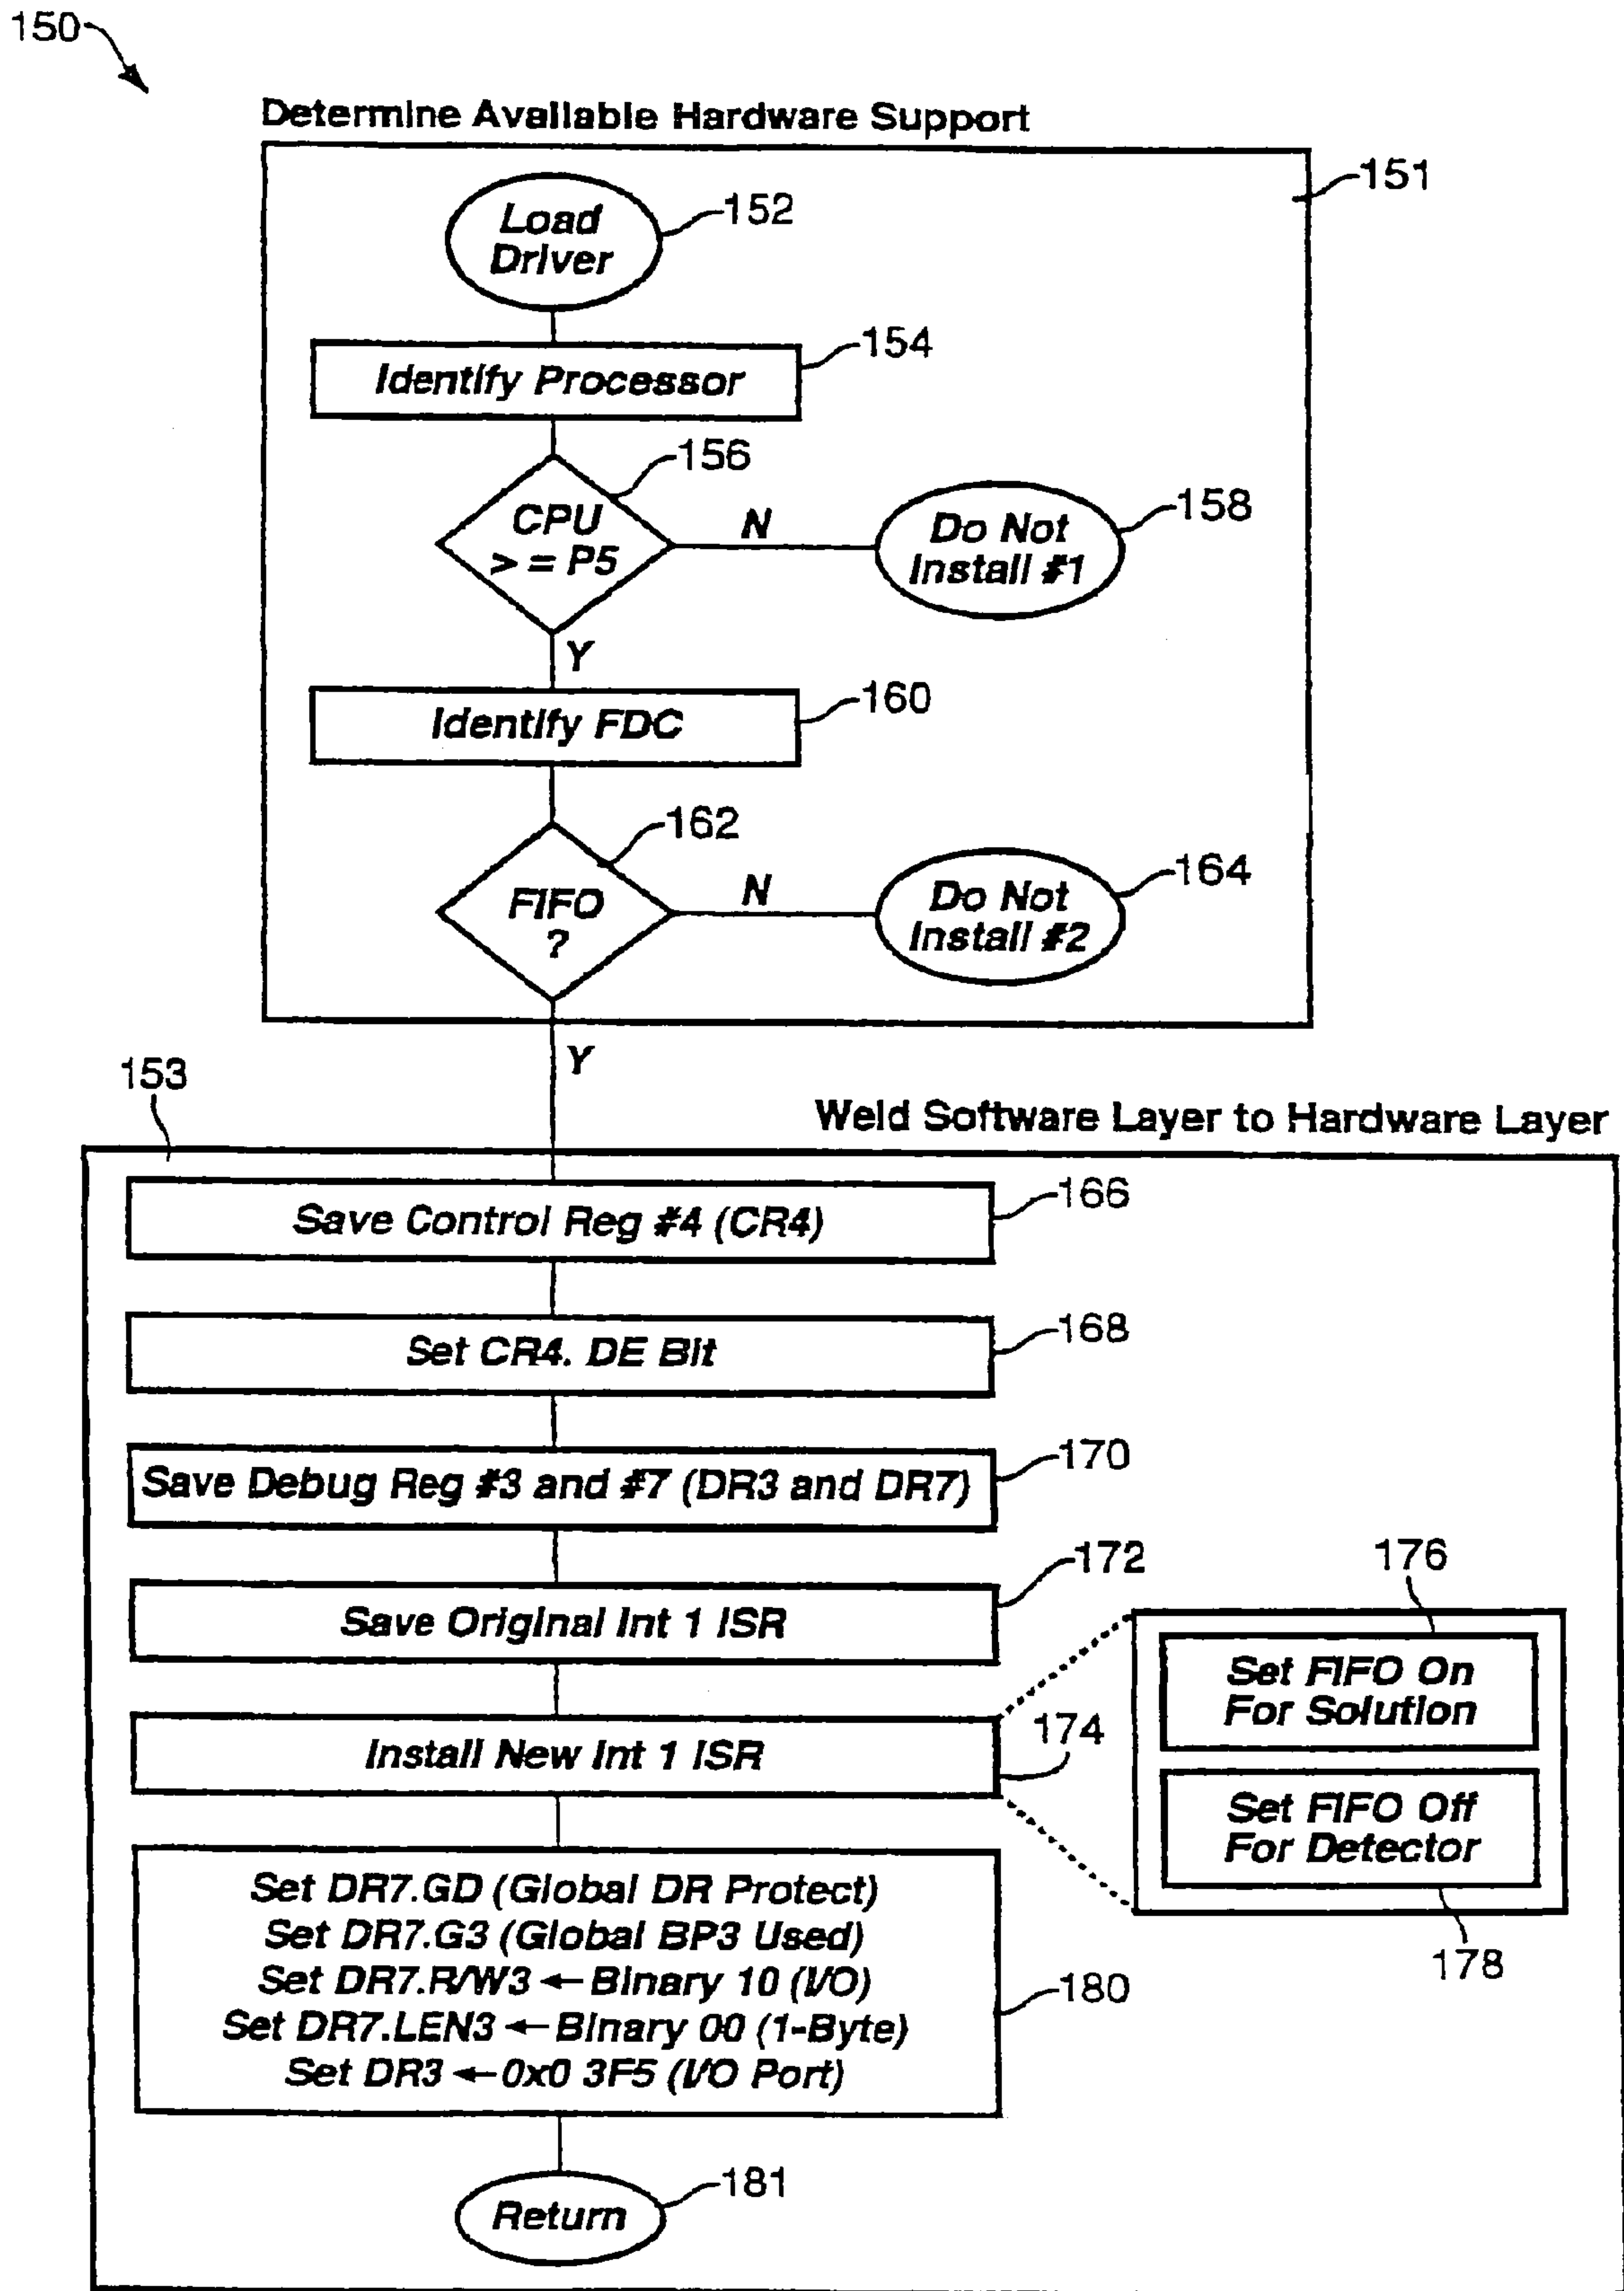 150
Determine Available Hardware Support
151
Load
Driver
152
Identify Processor
154
156
CPU
> = P5
N
Do Not
Install #1
158
Y
Identify FDC
160
162
FIFO
?
N
Do Not
Install #2
164
Y
153
Weld Software Layer to Hardware Layer
Save Control Reg #4 (CR4)
166
Set CR4. DE Bit
168
Save Debug Reg #3 and #7 (DR3 and DR7)
170
Save Original Int 1 ISR
172
Install New Int 1 ISR
174
176
Set FIFO On
For Solution
Set FIFO Off
For Detector
178
Set DR7.GD (Global DR Protect)
Set DR7.G3 (Global BP3 Used)
Set DR7.R/W3 ← Binary 10 (I/O)
Set DR7.LEN3 ← Binary 00 (1-Byte)
Set DR3 ← 0x0 3F5 (I/O Port)
180
Return
181